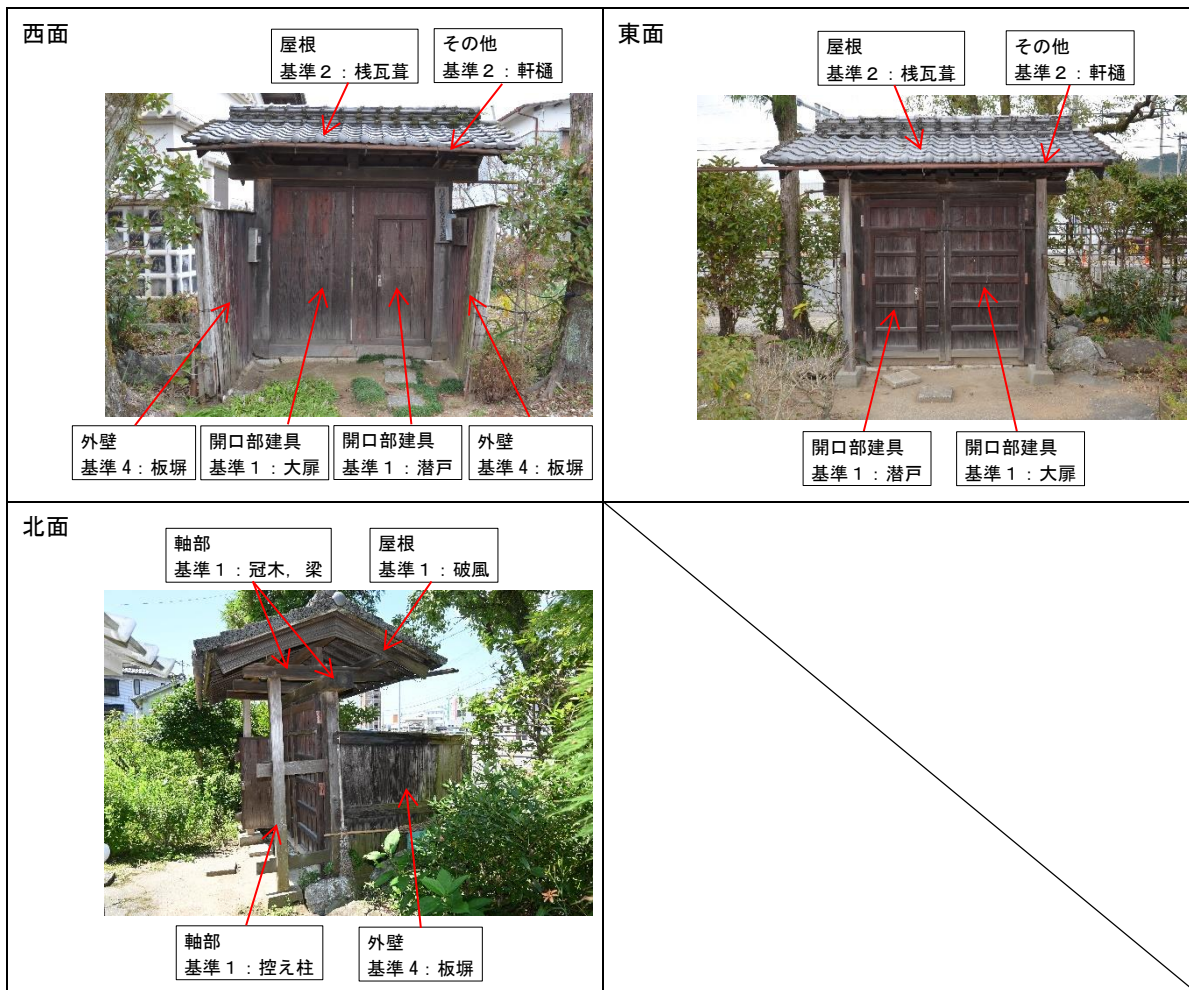 西面
屋根
基準２：桟瓦葺
その他
基準２：軒樋
外壁
基準４：板塀
開口部建具
基準１：大扉
開口部建具
基準１：潜戸
外壁
基準４：板塀
東面
屋根
基準２：桟瓦葺
その他
基準２：軒樋
開口部建具
基準１：潜戸
開口部建具
基準１：大扉
北面
軸部
基準１：冠木，梁
屋根
基準１：破風
軸部
基準１：控え柱
外壁
基準４：板塀